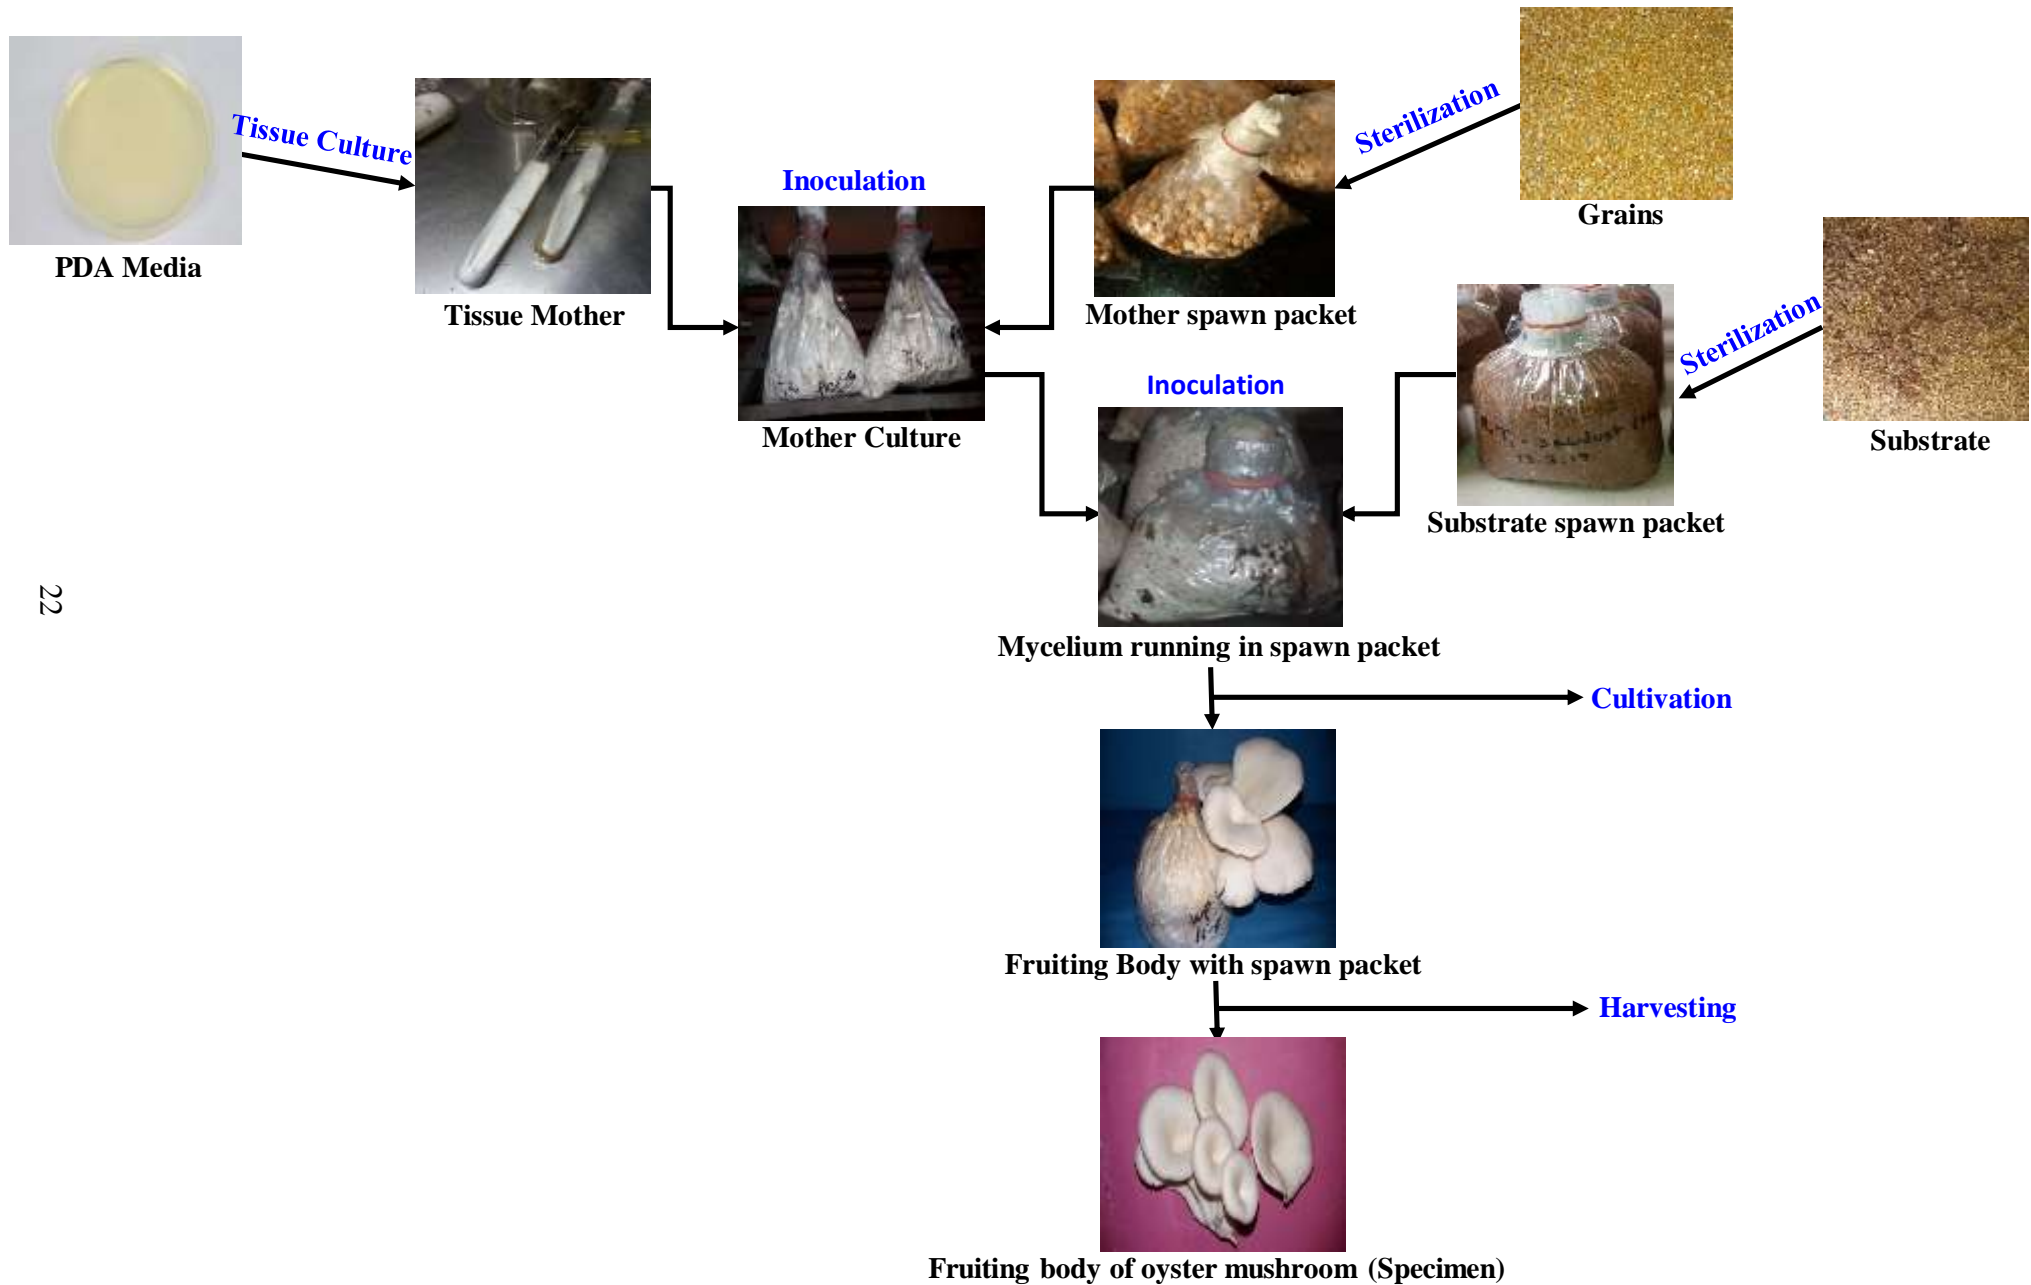 PDA Media
Tissue Culture
Tissue Mother
Inoculation
Mother Culture
Mother spawn packet
Sterilization
Grains
Inoculation
Substrate spawn packet
Sterilization
Substrate
Mycelium running in spawn packet
Cultivation
Fruiting Body with spawn packet
Harvesting
Fruiting body of oyster mushroom (Specimen)
22